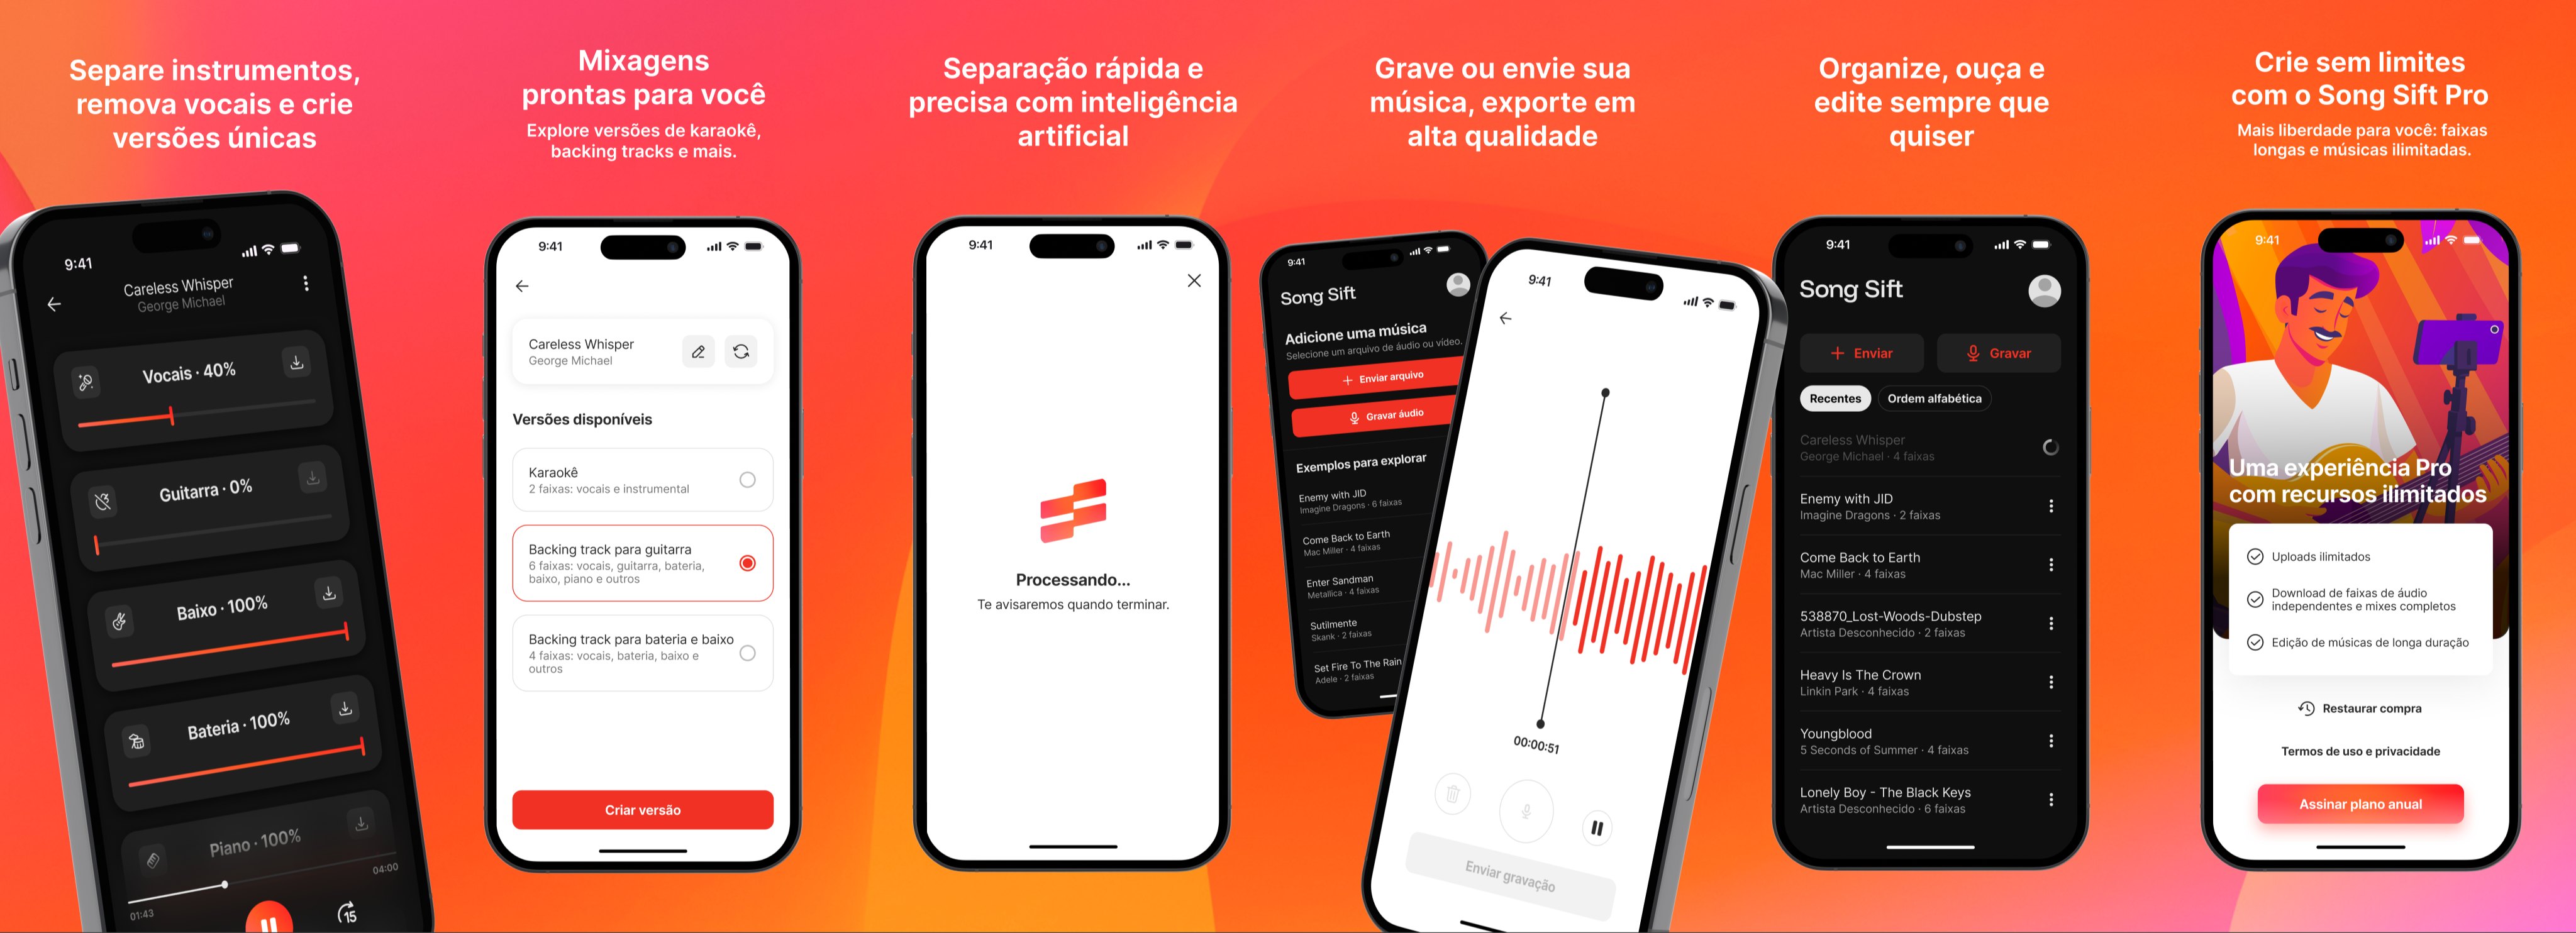 Separe instrumentos,
remova vocais e crie
versões únicas
9:41
Careless Whisper
George Michael
Vocais · 40%
Guitarra · 0%
Baixo · 100%
Bateria · 100%
Piano · 100%
01:43
04:00
15
Mixagens
prontas para você
Explore versões de karaokê,
backing tracks e mais.
9:41
Careless Whisper
George Michael
Versões disponíveis
Karaokê
2 faixas: vocais e instrumental
Backing track para guitarra
6 faixas: vocais, guitarra, bateria,
baixo, piano e outros
Backing track para bateria e baixo
4 faixas: vocais, bateria, baixo e
outros
Criar versão
Separação rápida e
precisa com inteligência
artificial
9:41
Processando...
Te avisaremos quando terminar.
Grave ou envie sua
música, exporte em
alta qualidade
9:41
Song Sift
Adicione uma música
Selecione um arquivo de áudio ou vídeo.
Enviar arquivo
Gravar áudio
Exemplos para explorar
Enemy with JID
Imagine Dragons · 6 faixas
Come Back to Earth
Mac Miller · 4 faixas
Enter Sandman
Metallica · 4 faixas
Sutilmente
Skank · 2 faixas
Set Fire To The Rain
Adele · 2 faixas
9:41
00:00:51
Enviar gravação
Organize, ouça e
edite sempre que
quiser
9:41
Song Sift
Enviar
Gravar
Recentes
Ordem alfabética
Careless Whisper
George Michael · 4 faixas
Enemy with JID
Imagine Dragons · 2 faixas
Come Back to Earth
Mac Miller · 4 faixas
538870_Lost-Woods-Dubstep
Artista Desconhecido · 2 faixas
Heavy Is The Crown
Linkin Park · 4 faixas
Youngblood
5 Seconds of Summer · 4 faixas
Lonely Boy - The Black Keys
Artista Desconhecido · 6 faixas
Crie sem limites
com o Song Sift Pro
Mais liberdade para você: faixas
longas e músicas ilimitadas.
9:41
Uma experiência Pro
com recursos ilimitados
Uploads ilimitados
Download de faixas de áudio
independentes e mixes completos
Edição de músicas de longa duração
Restaurar compra
Termos de uso e privacidade
Assinar plano anual